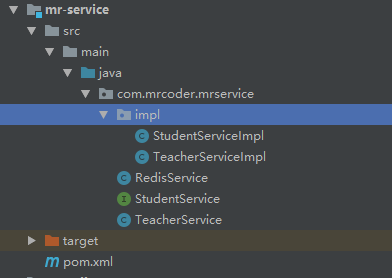 mr-service
src
main
java
com.mrcoder.mrservice
impl
StudentServiceImpl
TeacherServiceImpl
RedisService
StudentService
TeacherService
target
pom.xml